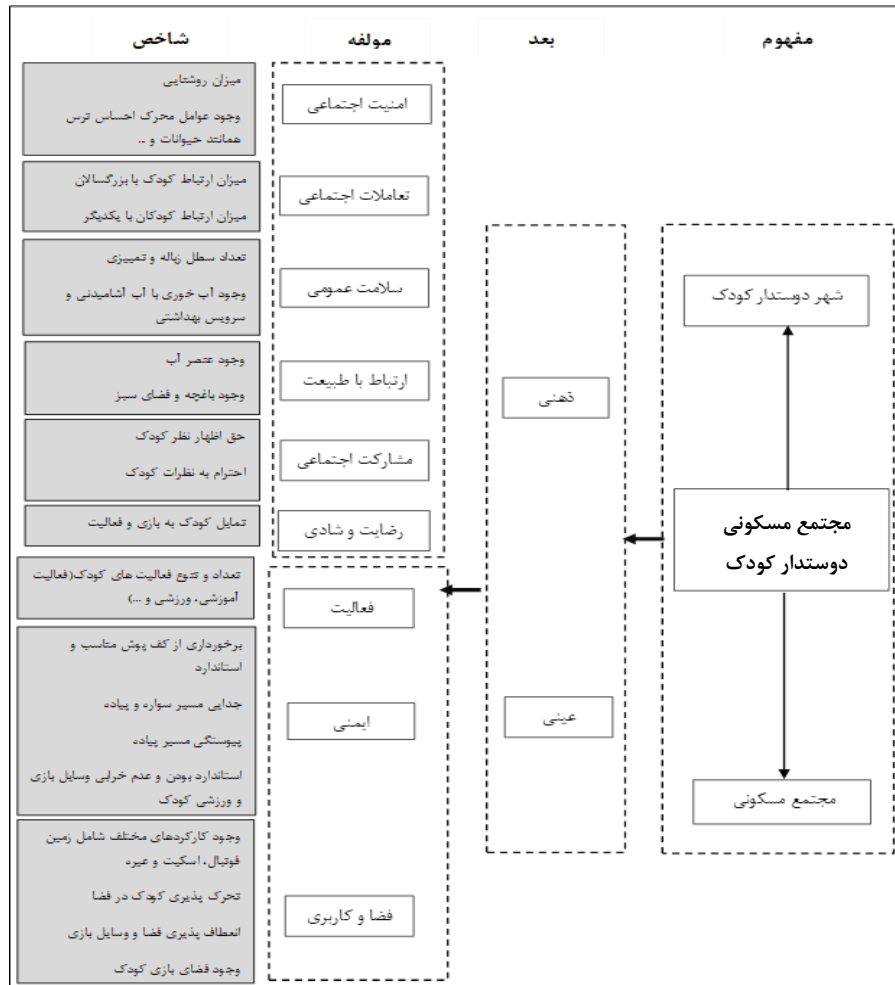 مفهوم
بعد
مولفه
شاخص
شهر دوستدار کودک
مجتمع مسکونی
دوستدار کودک
مجتمع مسکونی
ذهنی
عینی
امنیت اجتماعی
تعاملات اجتماعی
سلامت عمومی
ارتباط با طبیعت
مشارکت اجتماعی
رضایت و شادی
فعالیت
ایمنی
فضا و کاربری
میزان روشنایی
وجود عوامل محرک احساس ترس
همانند حیوانات و ..
میزان ارتباط کودک با بزرگسالان
میزان ارتباط کودکان با یکدیگر
تعداد سطل زباله و تمییزی
وجود آب خوری با آب آشامیدنی و
سرویس بهداشتی
وجود عنصر آب
وجود باغچه و فضای سبز
حق اظهار نظر کودک
احترام به نظرات کودک
تمایل کودک به بازی و فعالیت
تعداد و تنوع فعالیت های کودک(فعالیت
آموزشی، ورزشی و ...)
برخورداری از کف پوش مناسب و
استاندارد
جدایی مسیر سواره و پیاده
پیوستگی مسیر پیاده
استاندارد بودن و عدم خرابی وسایل بازی
و ورزشی کودک
وجود کارکردهای مختلف شامل زمین
فوتبال، اسکیت و غیره
تحرک پذیری کودک در فضا
انعطاف پذیری فضا و وسایل بازی
وجود فضای بازی کودک